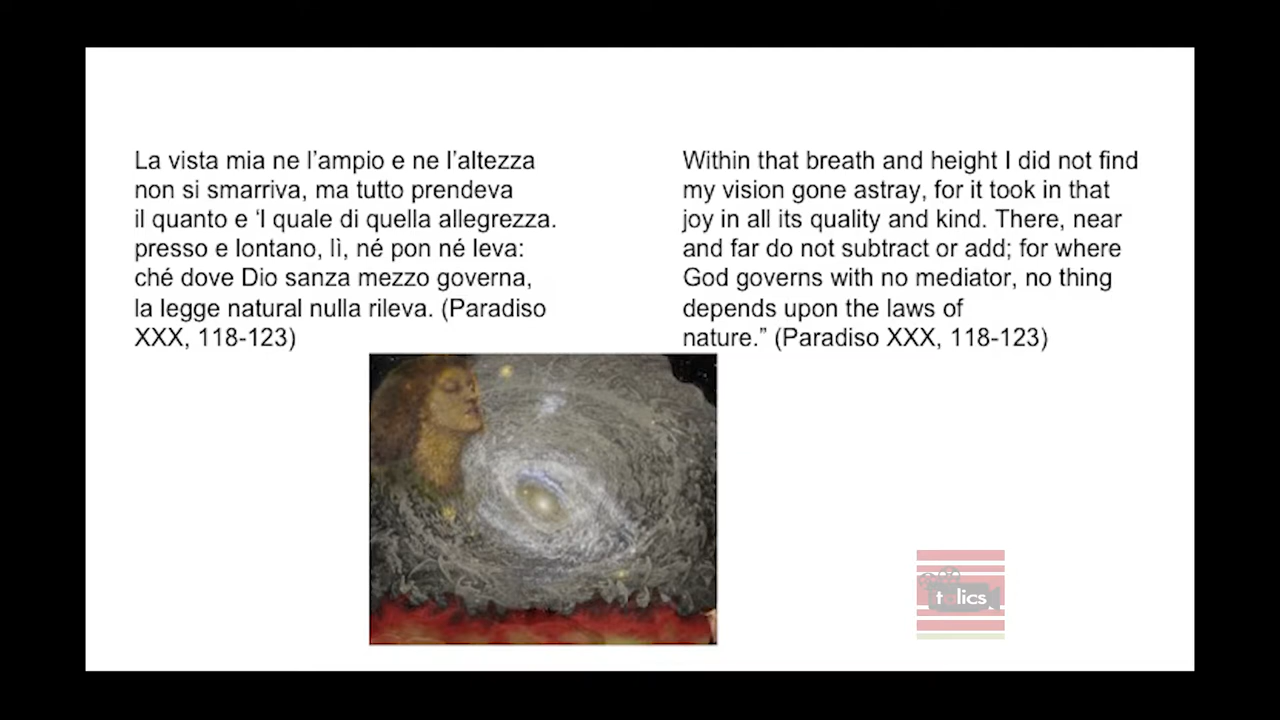 La vista mia ne l’ampio e ne l’altezza
non si smarriva, ma tutto prendeva
il quanto e ‘l quale di quella allegrezza.
presso e lontano, lì, né pon né leva:
ché dove Dio sanza mezzo governa,
la legge natural nulla rileva. (Paradiso
XXX, 118-123)
Within that breath and height I did not find
my vision gone astray, for it took in that
joy in all its quality and kind. There, near
and far do not subtract or add; for where
God governs with no mediator, no thing
depends upon the laws of
nature.” (Paradiso XXX, 118-123)
talics